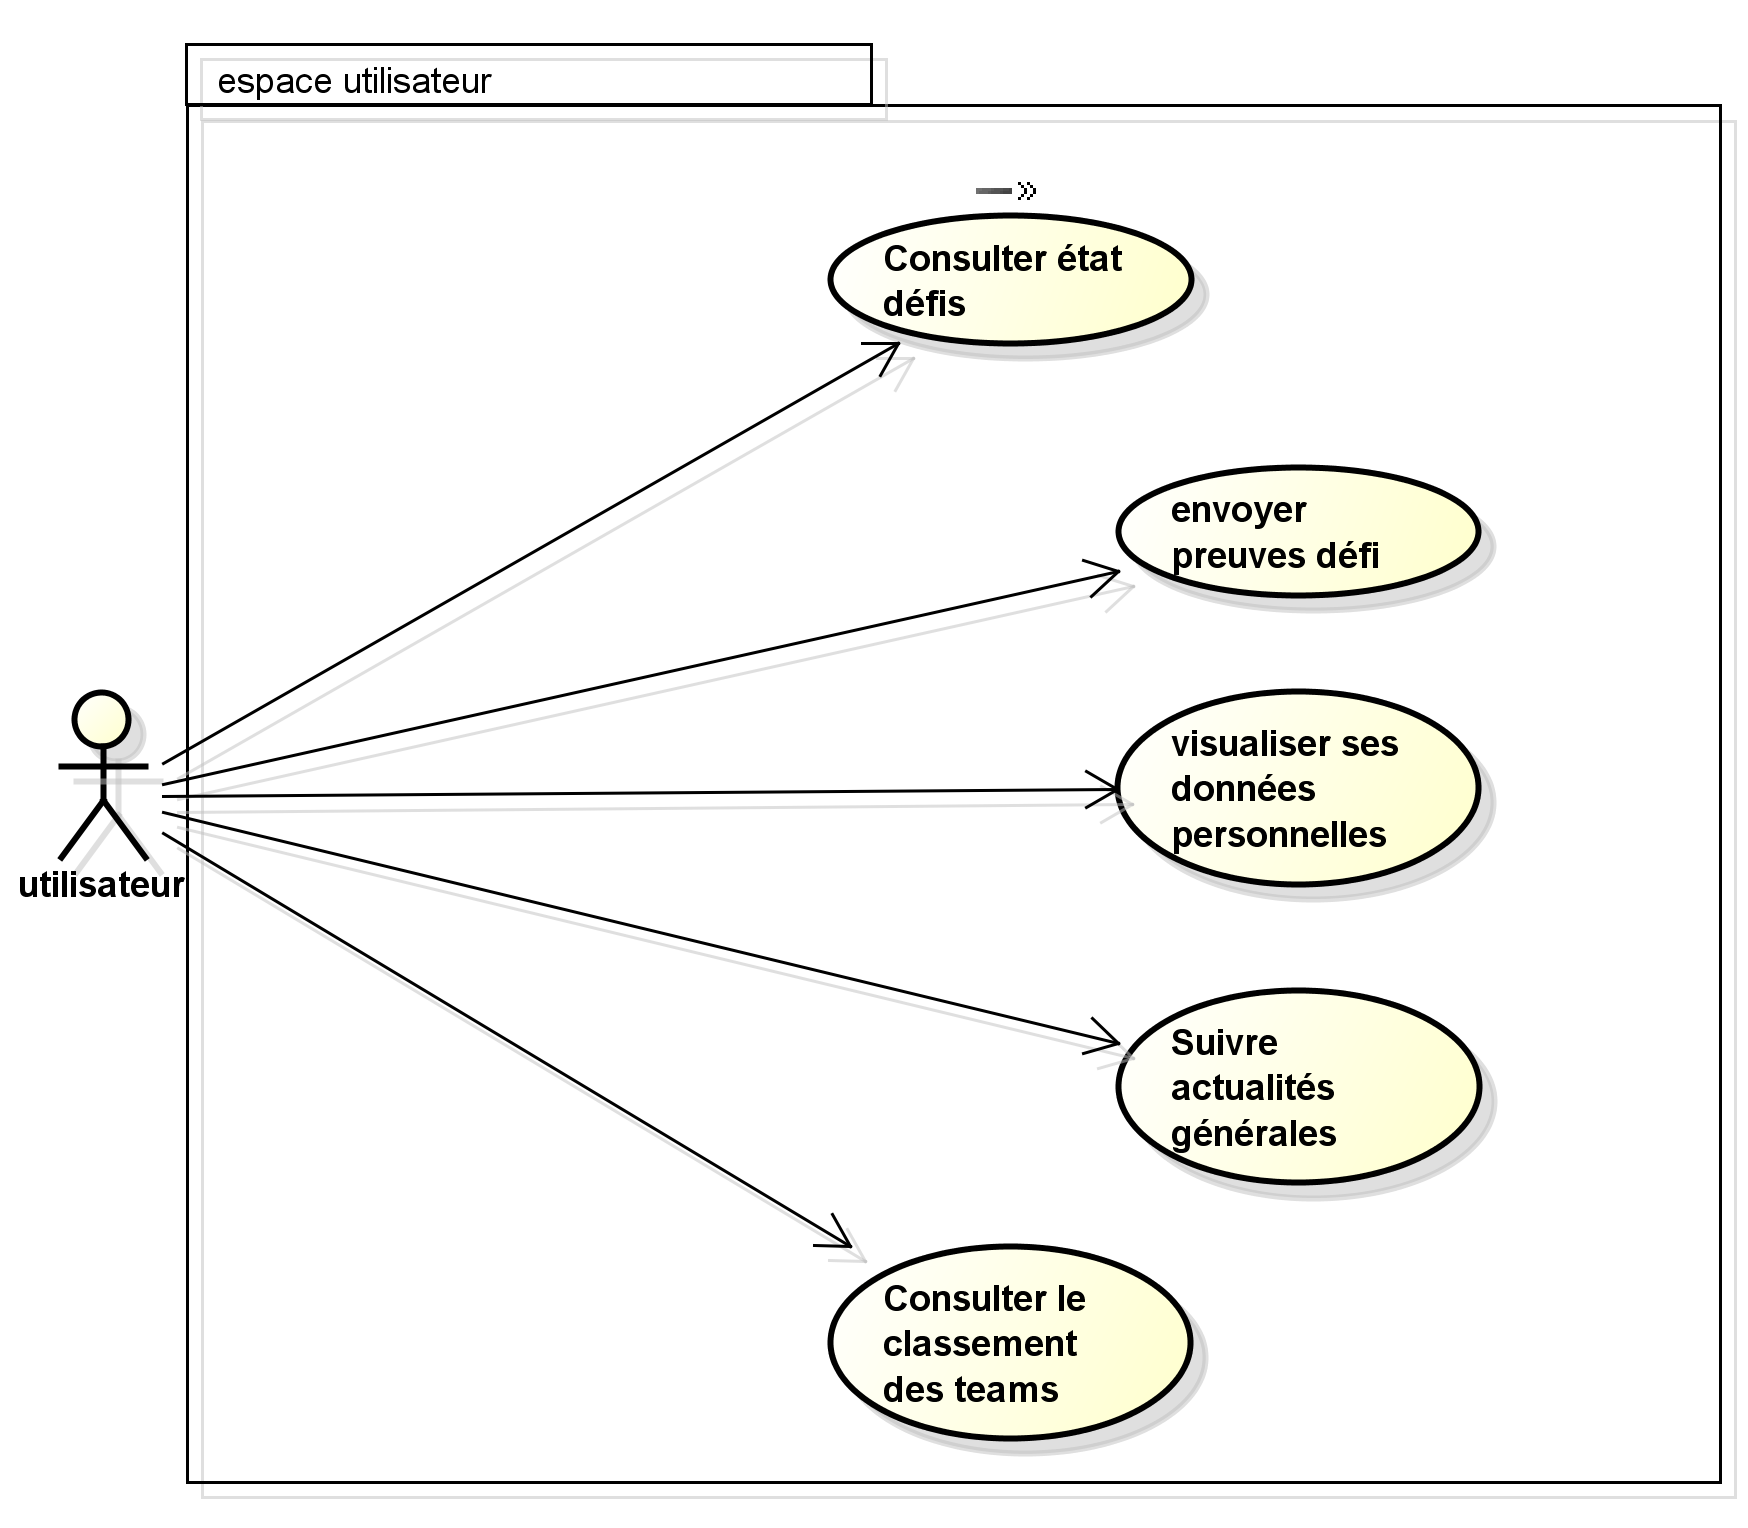 espace utilisateur
Consulter état
défis
envoyer
preuves défi
visualiser ses
données
personnelles
utilisateur
Suivre
actualités
générales
Consulter le
classement
des teams